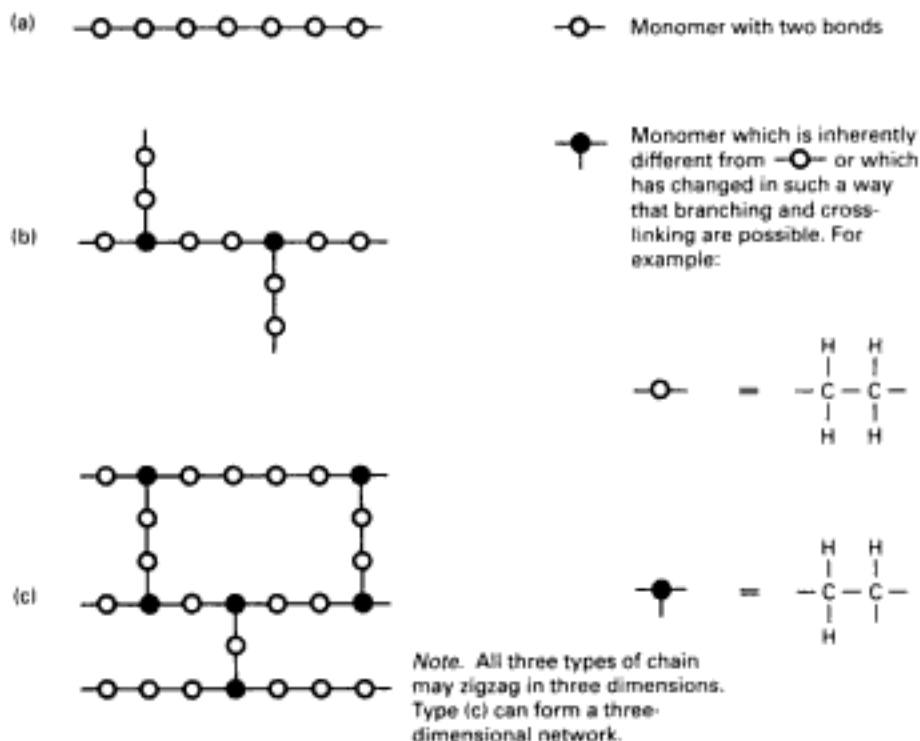 (a)
Monomer with two bonds
Monomer which is inherently
different from or which
has changed in such a way
that branching and cross-
linking are possible. For
example:
(b)
= H H
- C - C -
H H
(c)
= H H
- C - C -
H
Note. All three types of chain
may zigzag in three dimensions.
Type (c) can form a three-
dimensional network.